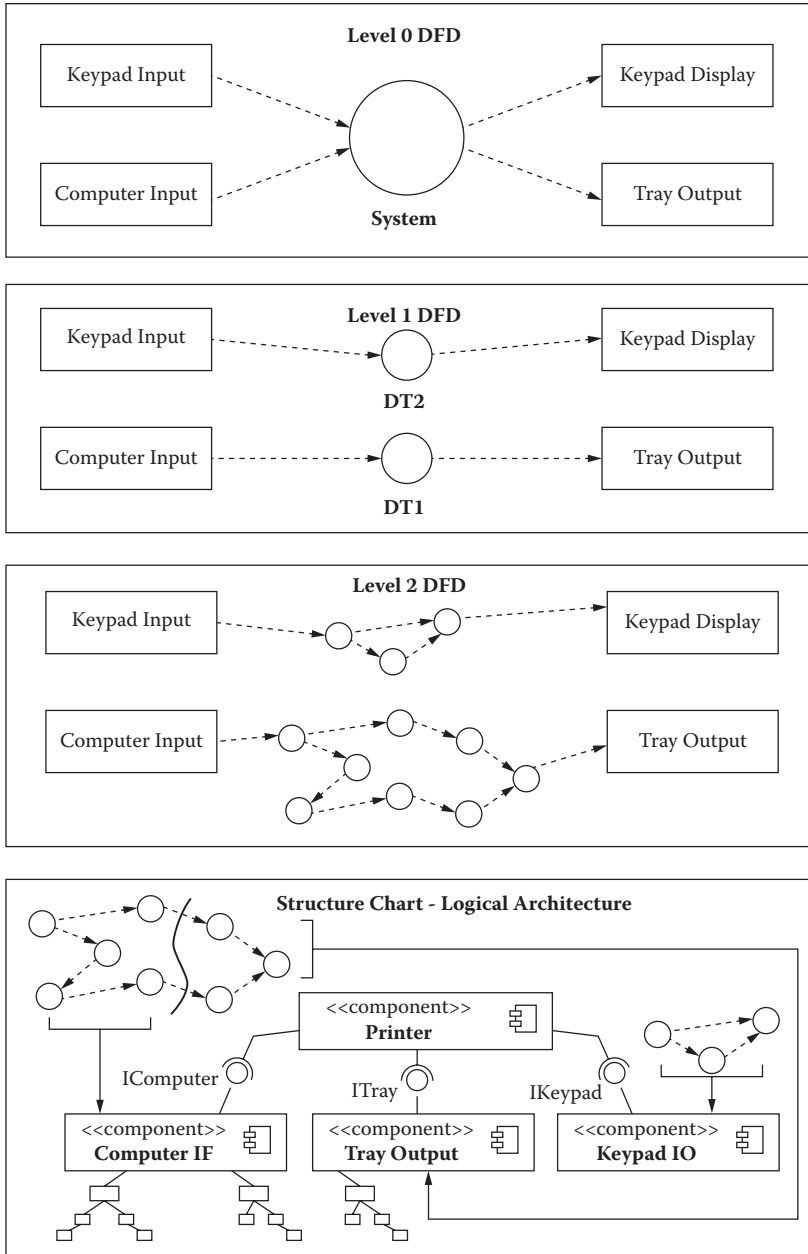 Level 0 DFD
Keypad Input
Keypad Display
Computer Input
Tray Output
System
Level 1 DFD
Keypad Input
Keypad Display
DT2
Computer Input
Tray Output
DT1
Level 2 DFD
Keypad Input
Keypad Display
Computer Input
Tray Output
Structure Chart - Logical Architecture
<<component>>
Printer
IComputer
ITray
IKeypad
<<component>>
Computer IF
<<component>>
Tray Output
<<component>>
Keypad IO